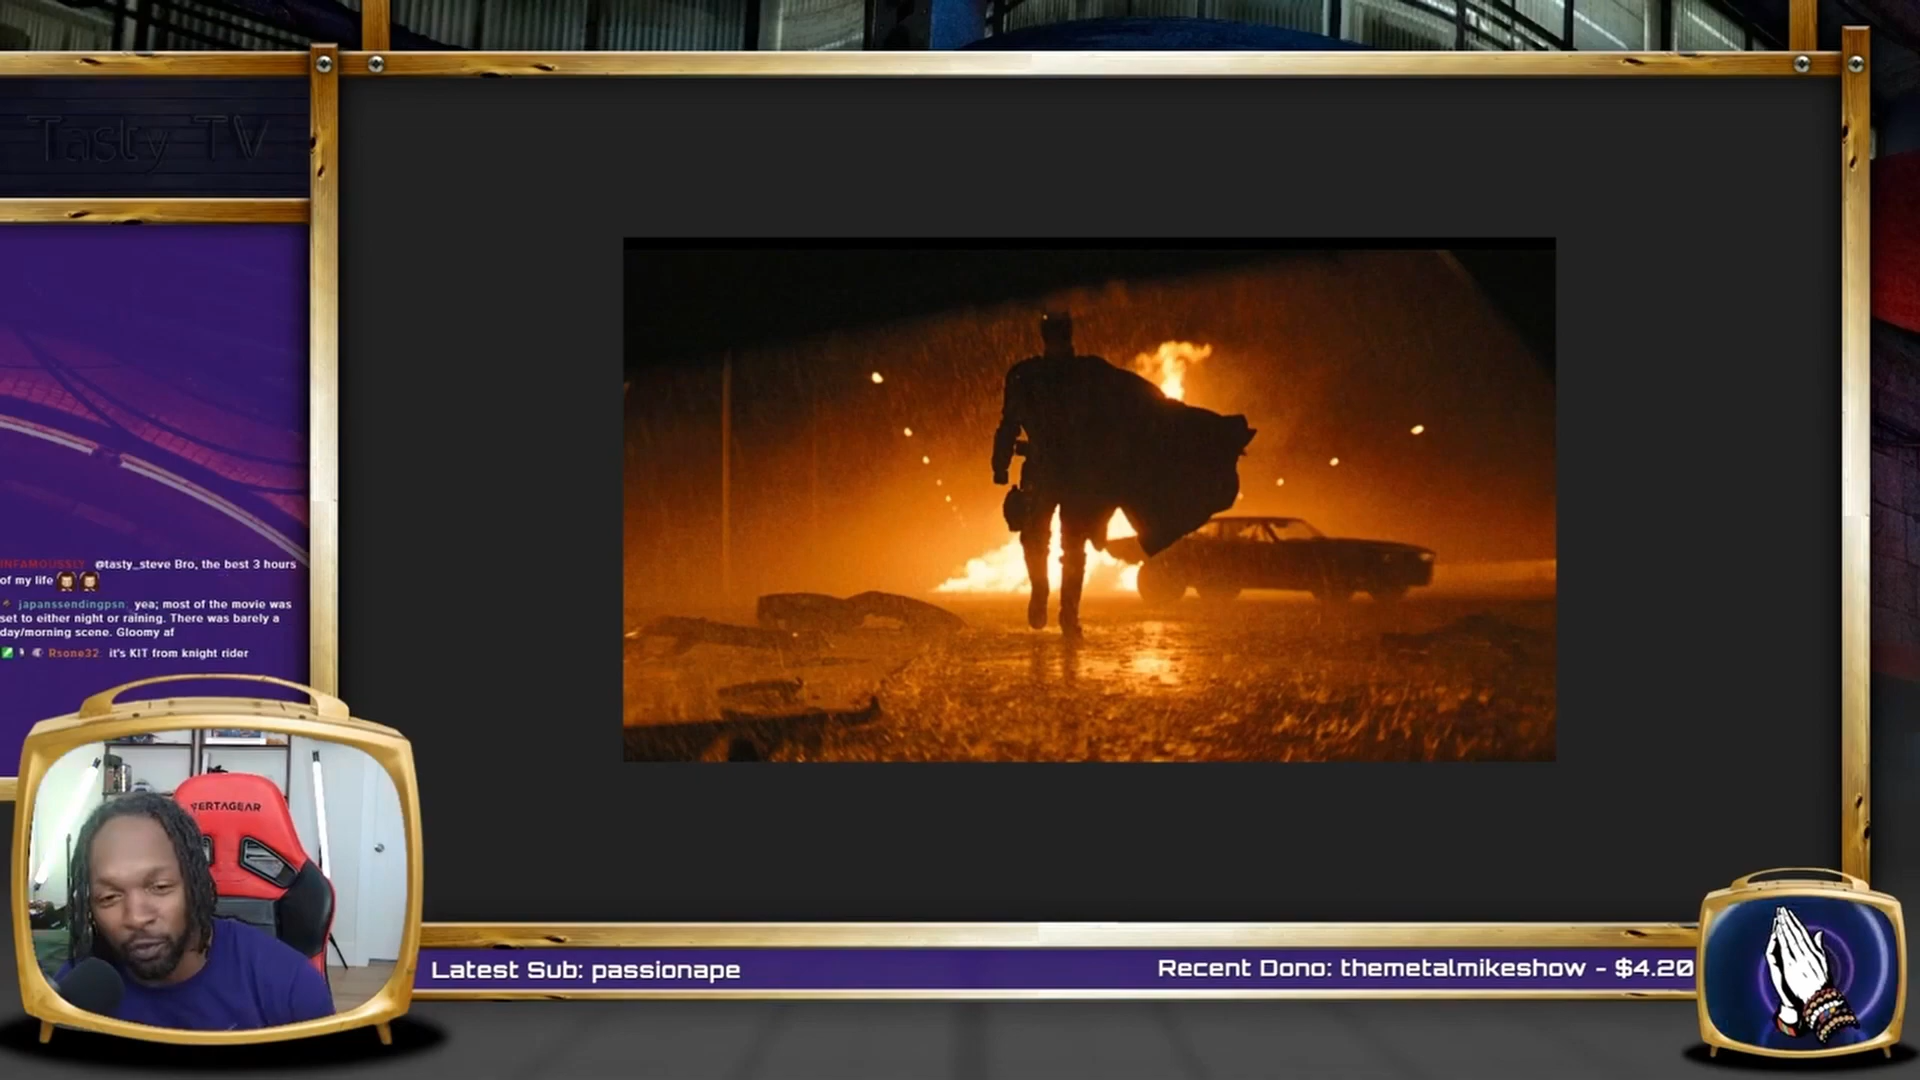 Tasty TV
INFAMOUSSLY @tasty_steve Bro, the best 3 hours
of my life
japanssendingpsn: yea; most of the movie was
set to either night or raining. There was barely a
day/morning scene. Gloomy af
Rsone32: it's KIT from knight rider
VERTAGEAR
Latest Sub: passionape
Recent Dono: themetalmikeshow - $4.20